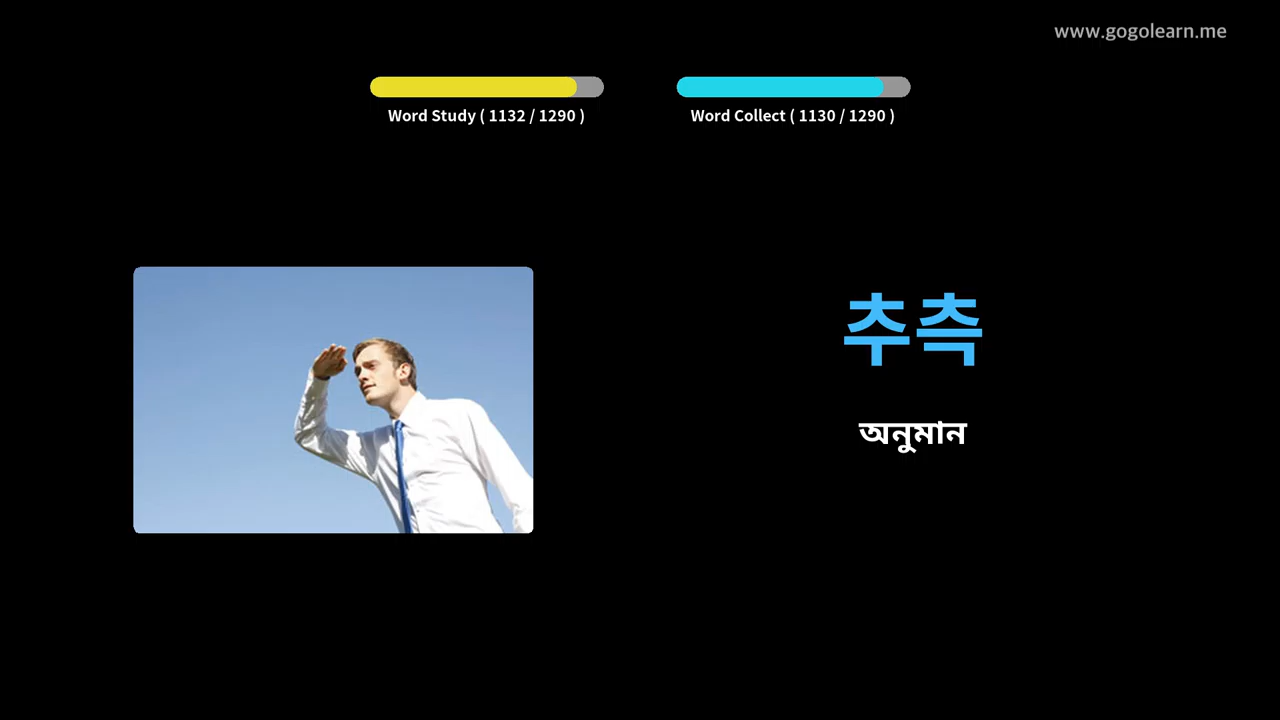 www.gogolearn.me
Word Study ( 1132 / 1290 )
Word Collect ( 1130 / 1290 )
추측
অনুমান